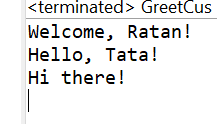 <terminated> GreetCus
Welcome, Ratan!
Hello, Tata!
Hi there!